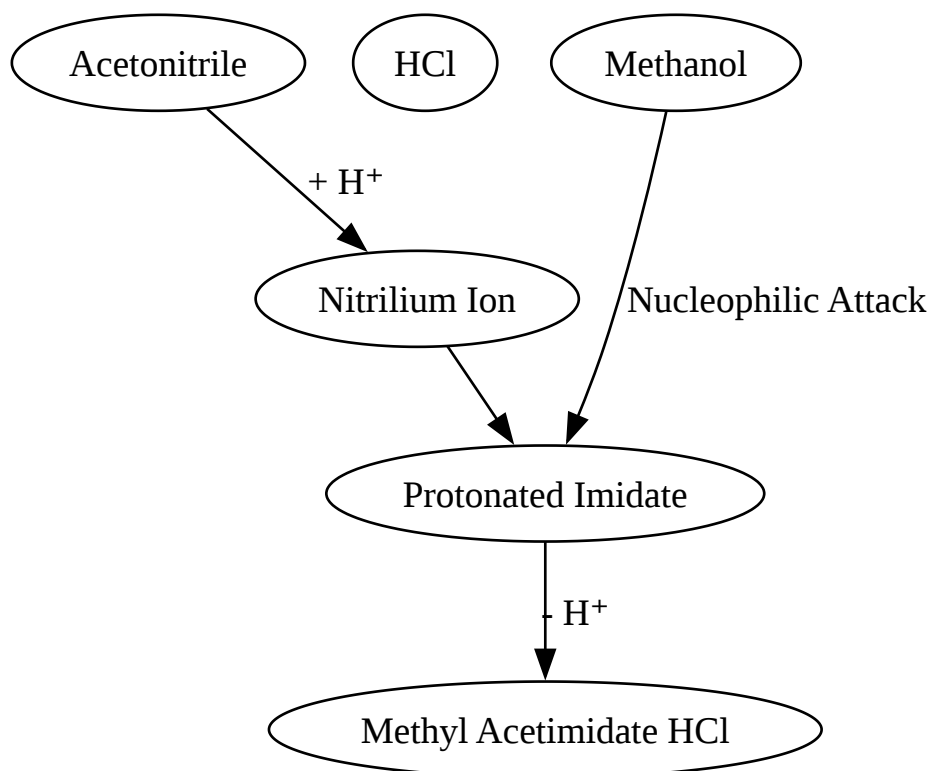 Acetonitrile
HCl
Methanol
+ H⁺
Nitrilium Ion
Nucleophilic Attack
Protonated Imidate
- H⁺
Methyl Acetimidate HCl